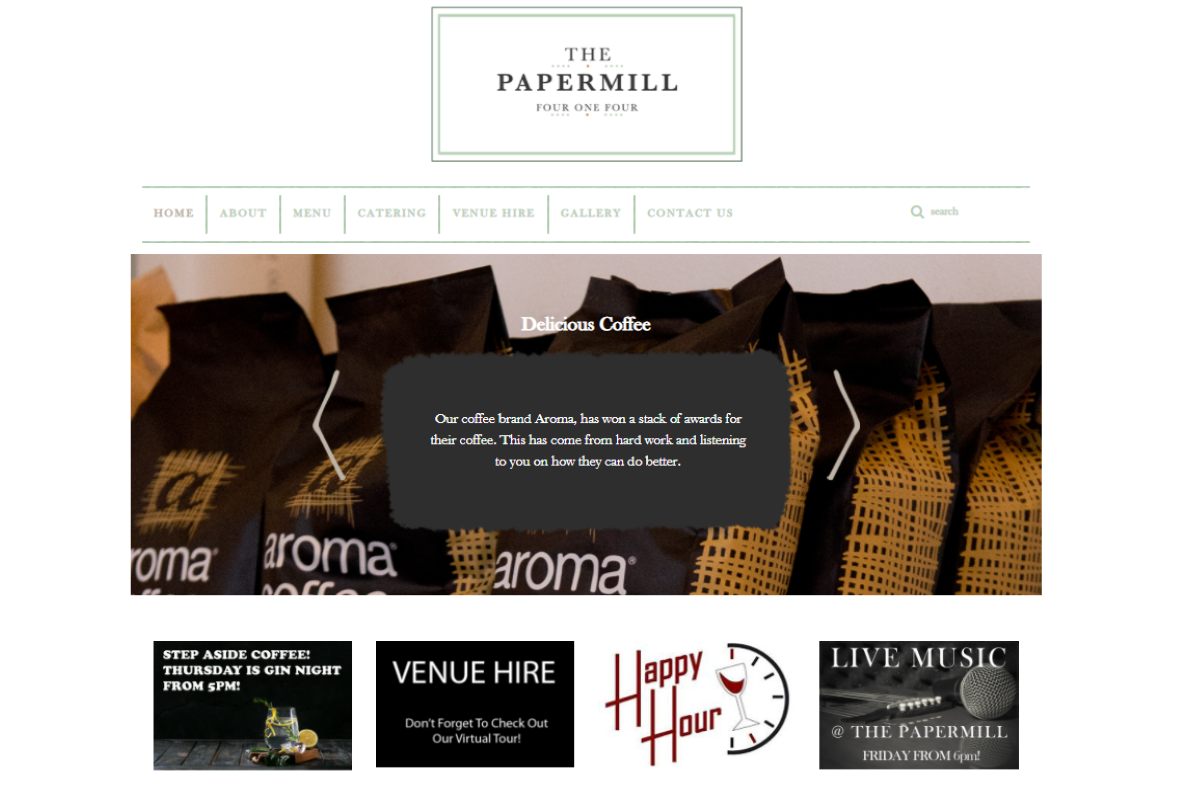 THE
PAPERMILL
FOUR ONE FOUR
HOME ABOUT MENU CATERING VENUE HIRE GALLERY CONTACT US search
Delicious Coffee
Our coffee brand Aroma, has won a stack of awards for
their coffee. This has come from hard work and listening
to you on how they can do better.
roma® aroma® aroma®
coffee
STEP ASIDE COFFEE!
THURSDAY IS GIN NIGHT
FROM 5PM!
VENUE HIRE
Don't Forget To Check Out
Our Virtual Tour!
Happy
Hour
LIVE MUSIC
@ THE PAPERMILL
FRIDAY FROM 6pm!